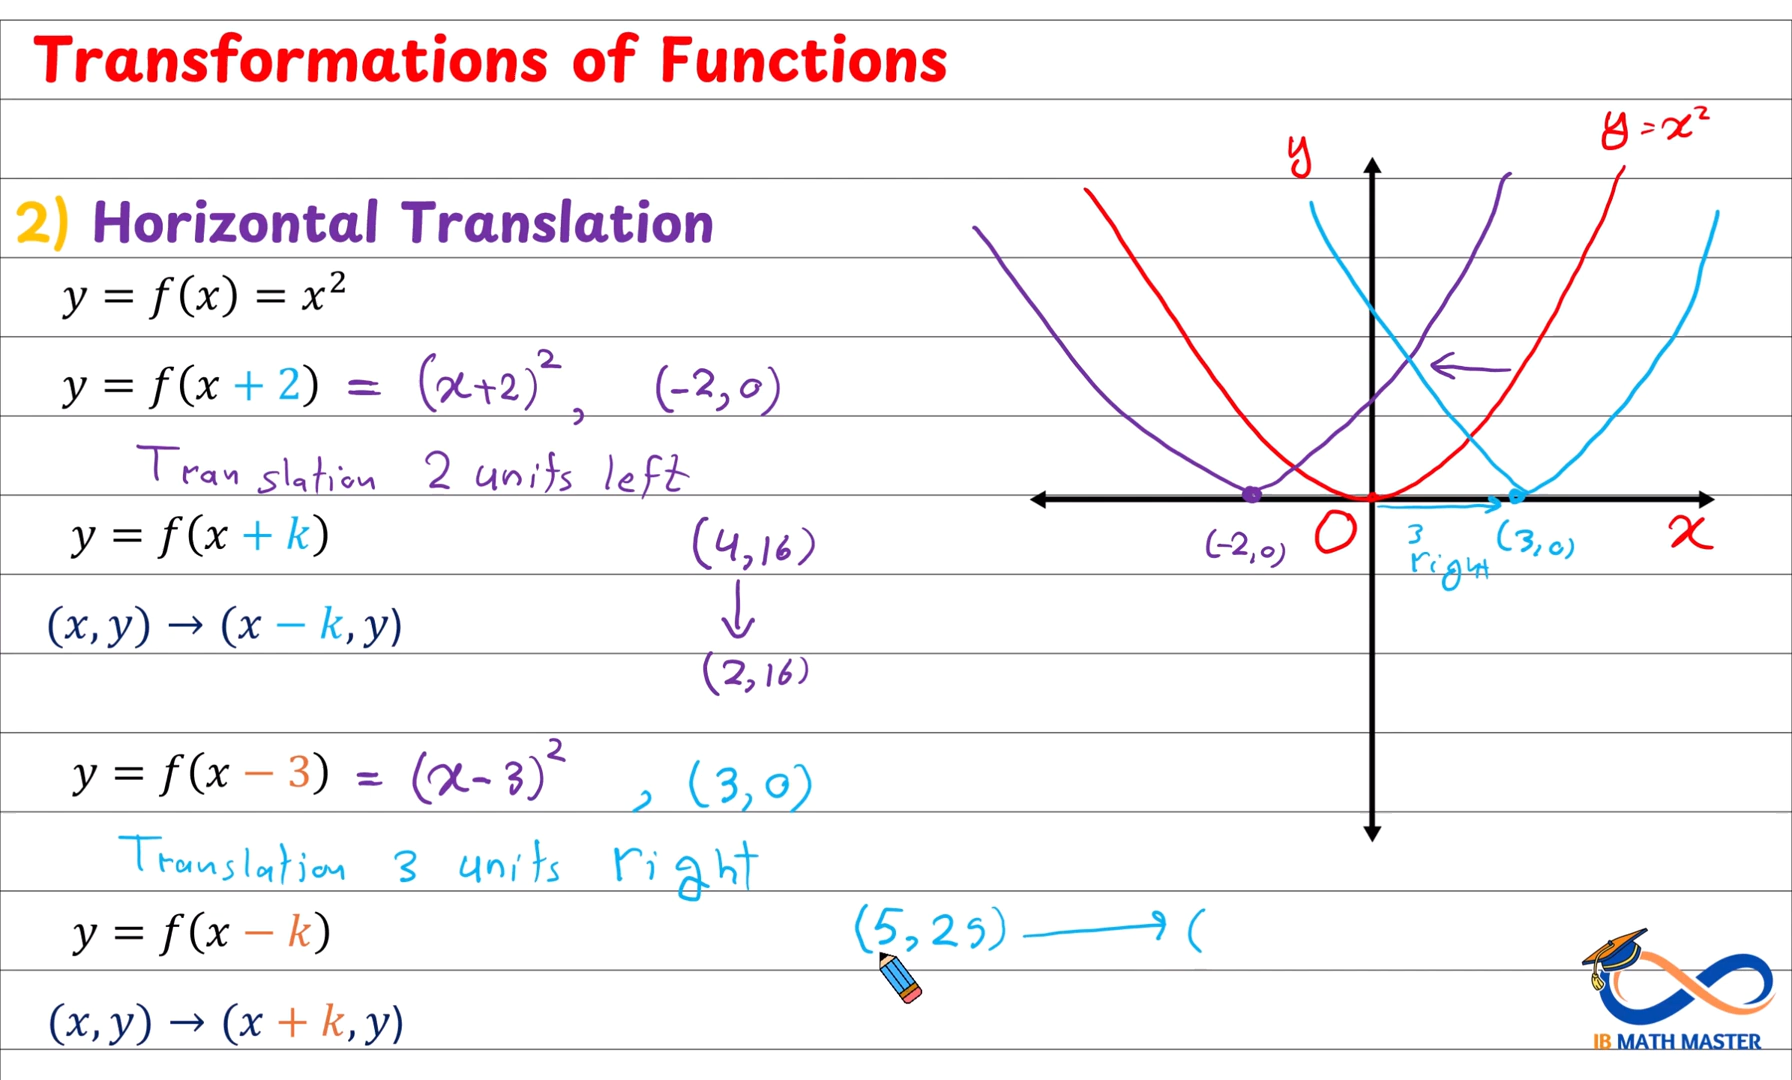 Transformations of Functions
2) Horizontal Translation
y = f(x) = x²
y = f(x + 2) = (x+2)², (-2,0)
Translation 2 units left
y = f(x + k)
(4,16)
↓
(x, y) → (x − k, y)
(2,16)
y = f(x − 3) = (x-3)², (3,0)
Translation 3 units right
y = f(x − k)
(5,25) → (
(x, y) → (x + k, y)
y
y = x²
(-2,0)
O
3
right
(3,0)
x
IB MATH MASTER